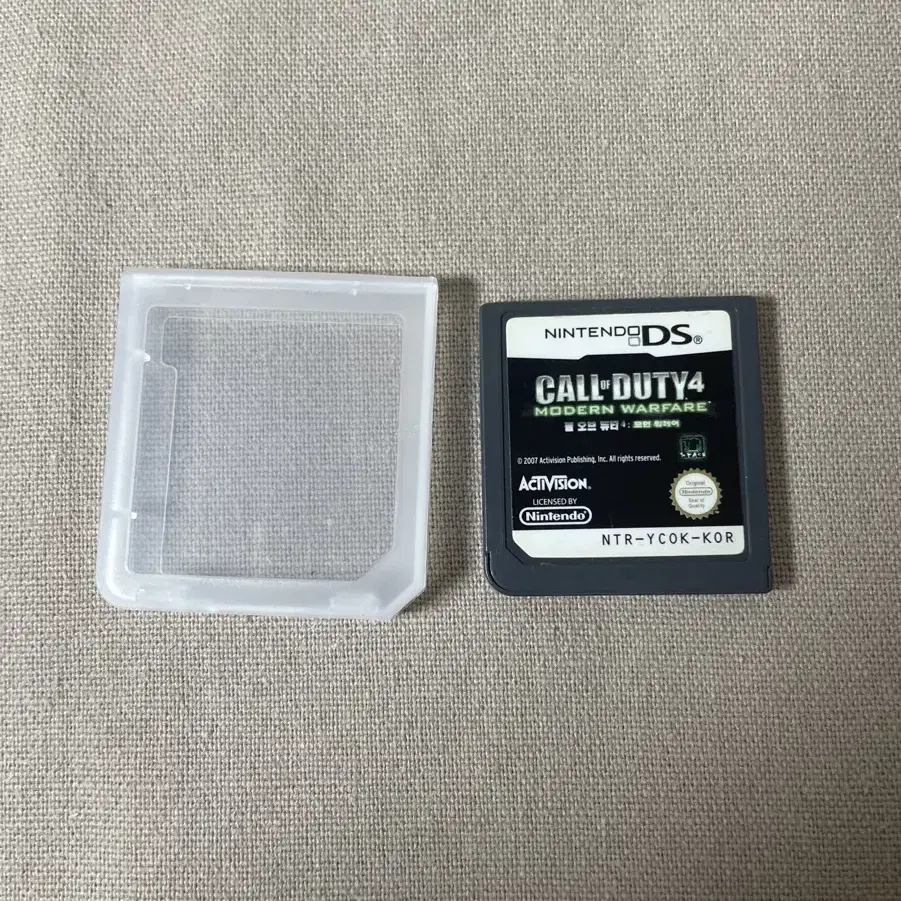 NINTENDO DS®
CALL OF DUTY 4
MODERN WARFARE
콜 오브 듀티 4: 모던 워페어
© 2007 Activision Publishing, Inc. All rights reserved.
ACTIVISION®
LICENSED BY
Nintendo
Original
Nintendo
Seal of
Quality
NTR-YCOK-KOR